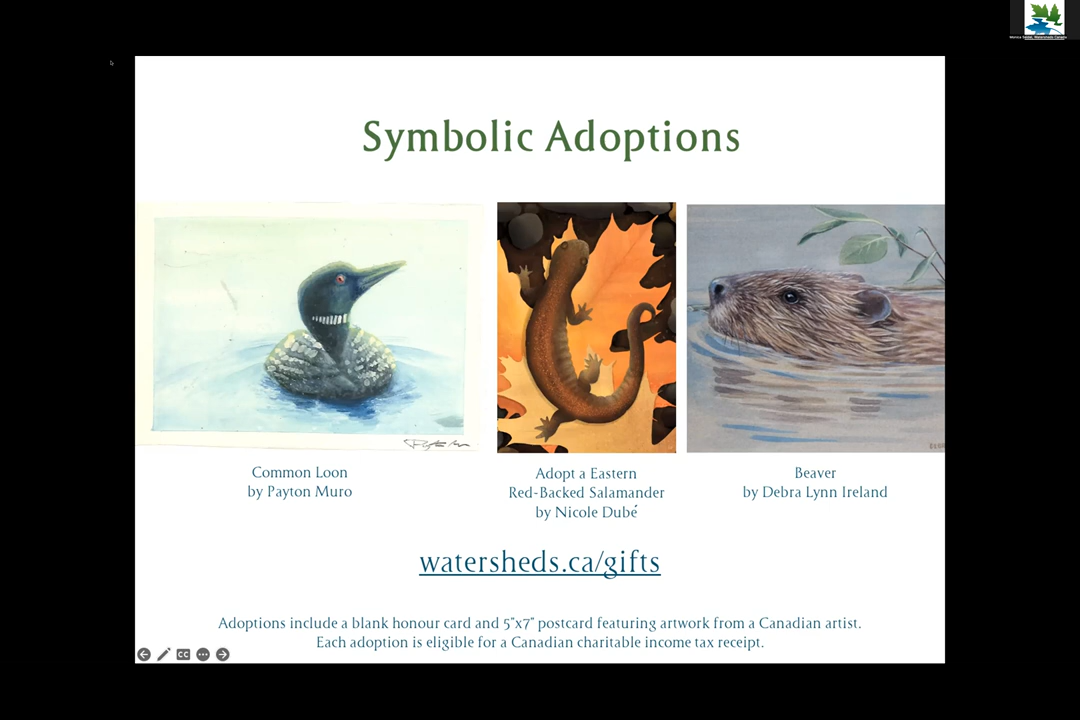 Symbolic Adoptions
Common Loon
by Payton Muro
Adopt a Eastern
Red-Backed Salamander
by Nicole Dubé
Beaver
by Debra Lynn Ireland
watersheds.ca/gifts
Adoptions include a blank honour card and 5"x7" postcard featuring artwork from a Canadian artist.
Each adoption is eligible for a Canadian charitable income tax receipt.
CC